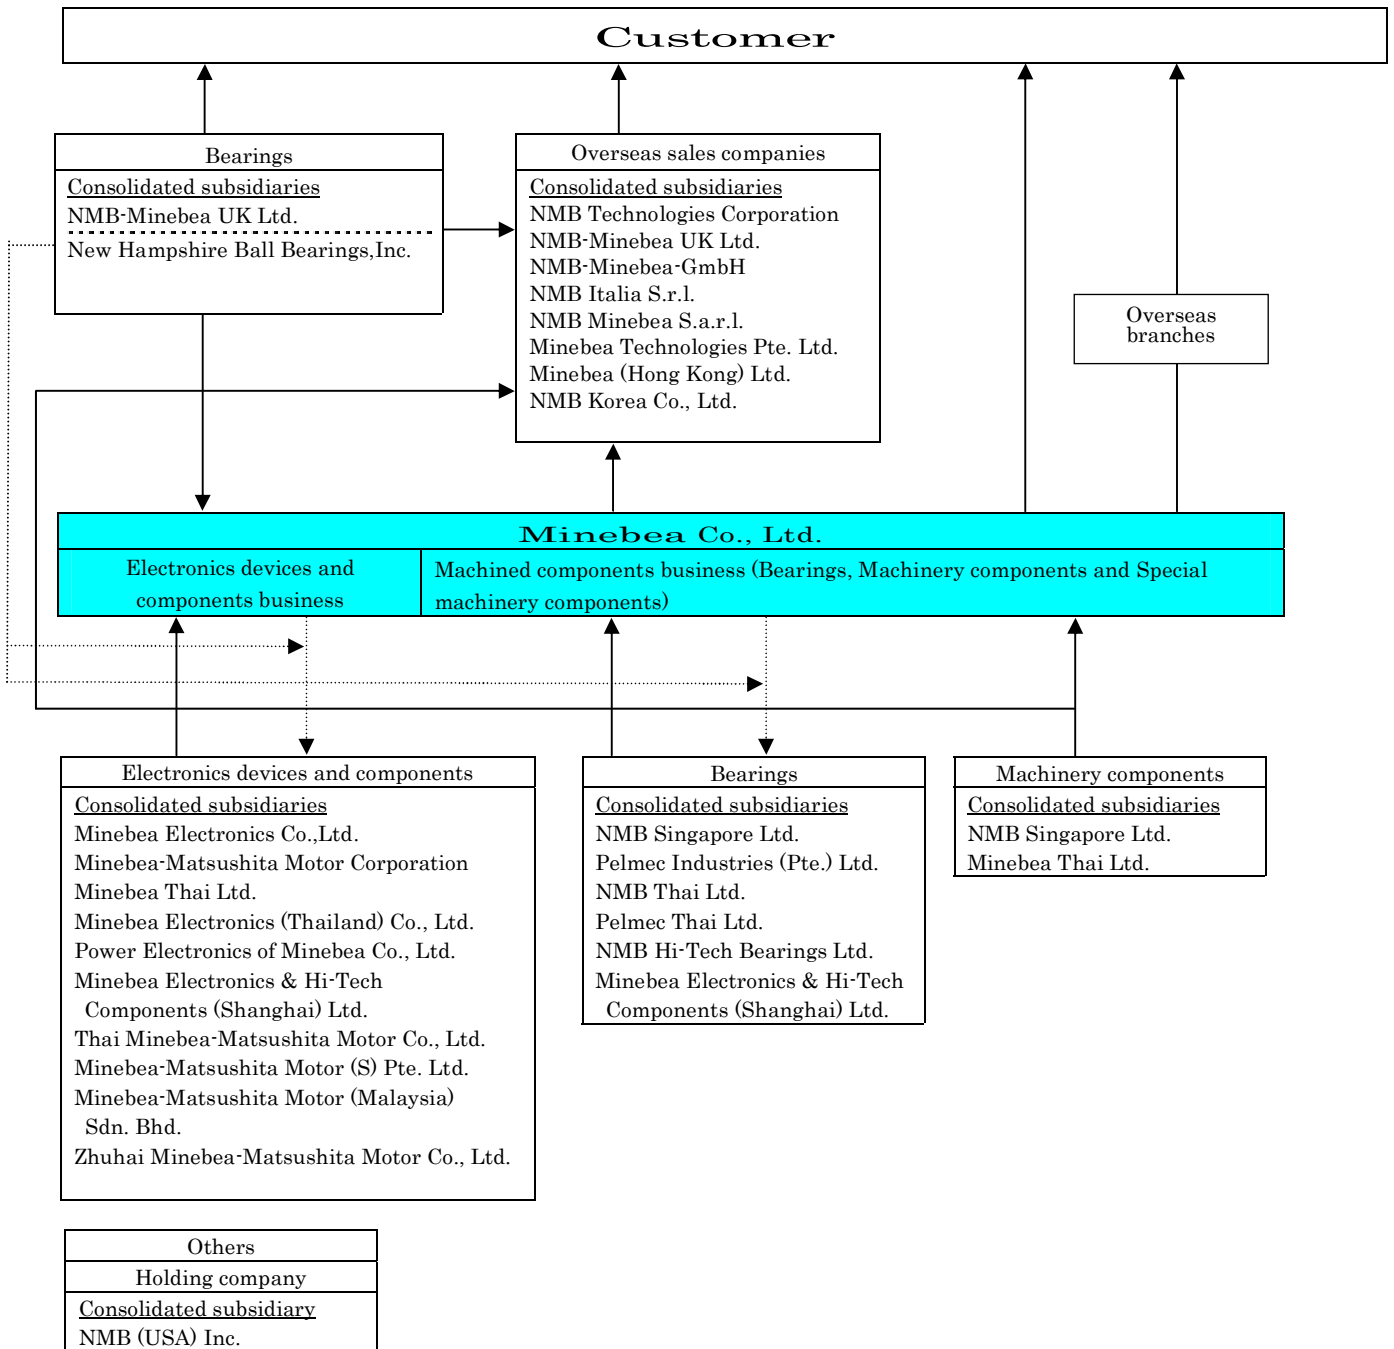 Customer
Bearings
Consolidated subsidiaries
NMB-Minebea UK Ltd.
New Hampshire Ball Bearings,Inc.
Overseas sales companies
Consolidated subsidiaries
NMB Technologies Corporation
NMB-Minebea UK Ltd.
NMB-Minebea-GmbH
NMB Italia S.r.l.
NMB Minebea S.a.r.l.
Minebea Technologies Pte. Ltd.
Minebea (Hong Kong) Ltd.
NMB Korea Co., Ltd.
Overseas
branches
Minebea Co., Ltd.
Electronics devices and
components business
Machined components business (Bearings, Machinery components and Special
machinery components)
Electronics devices and components
Consolidated subsidiaries
Minebea Electronics Co.,Ltd.
Minebea-Matsushita Motor Corporation
Minebea Thai Ltd.
Minebea Electronics (Thailand) Co., Ltd.
Power Electronics of Minebea Co., Ltd.
Minebea Electronics & Hi-Tech
Components (Shanghai) Ltd.
Thai Minebea-Matsushita Motor Co., Ltd.
Minebea-Matsushita Motor (S) Pte. Ltd.
Minebea-Matsushita Motor (Malaysia)
Sdn. Bhd.
Zhuhai Minebea-Matsushita Motor Co., Ltd.
Bearings
Consolidated subsidiaries
NMB Singapore Ltd.
Pelmec Industries (Pte.) Ltd.
NMB Thai Ltd.
Pelmec Thai Ltd.
NMB Hi-Tech Bearings Ltd.
Minebea Electronics & Hi-Tech
Components (Shanghai) Ltd.
Machinery components
Consolidated subsidiaries
NMB Singapore Ltd.
Minebea Thai Ltd.
Others
Holding company
Consolidated subsidiary
NMB (USA) Inc.